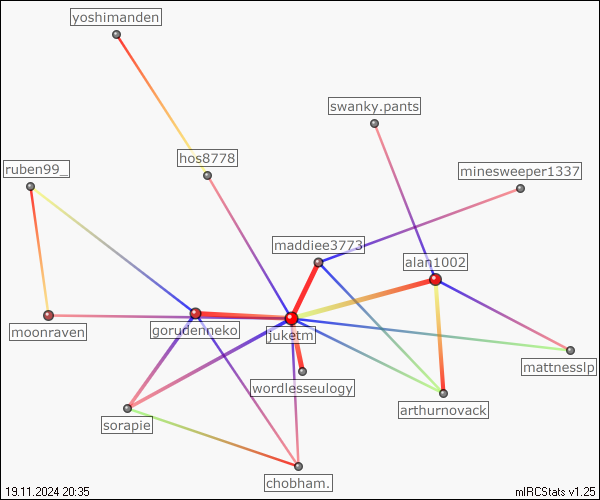 yoshimanden
swanky.pants
hos8778
ruben99_
minesweeper1337
maddiee3773
alan1002
moonraven
gorudenneko
juketm
mattnesslp
wordlesseulogy
arthurnovack
sorapie
chobham.
19.11.2024 20:35
mIRCStats v1.25